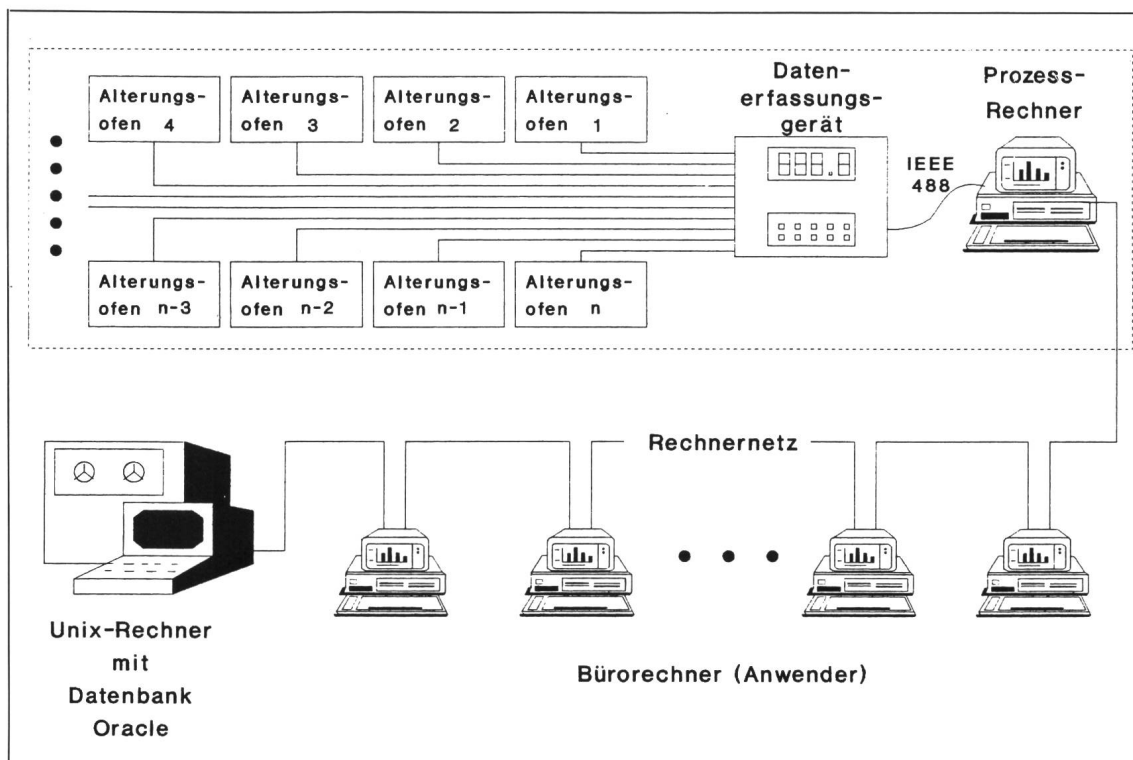 Alterungs-
ofen 4
Alterungs-
ofen 3
Alterungs-
ofen 2
Alterungs-
ofen 1
Daten-
erfassungs-
gerät
Prozess-
Rechner
IEEE
488
Alterungs-
ofen n-3
Alterungs-
ofen n-2
Alterungs-
ofen n-1
Alterungs-
ofen n
Rechnernetz
Unix-Rechner
mit
Datenbank
Oracle
Bürorechner (Anwender)